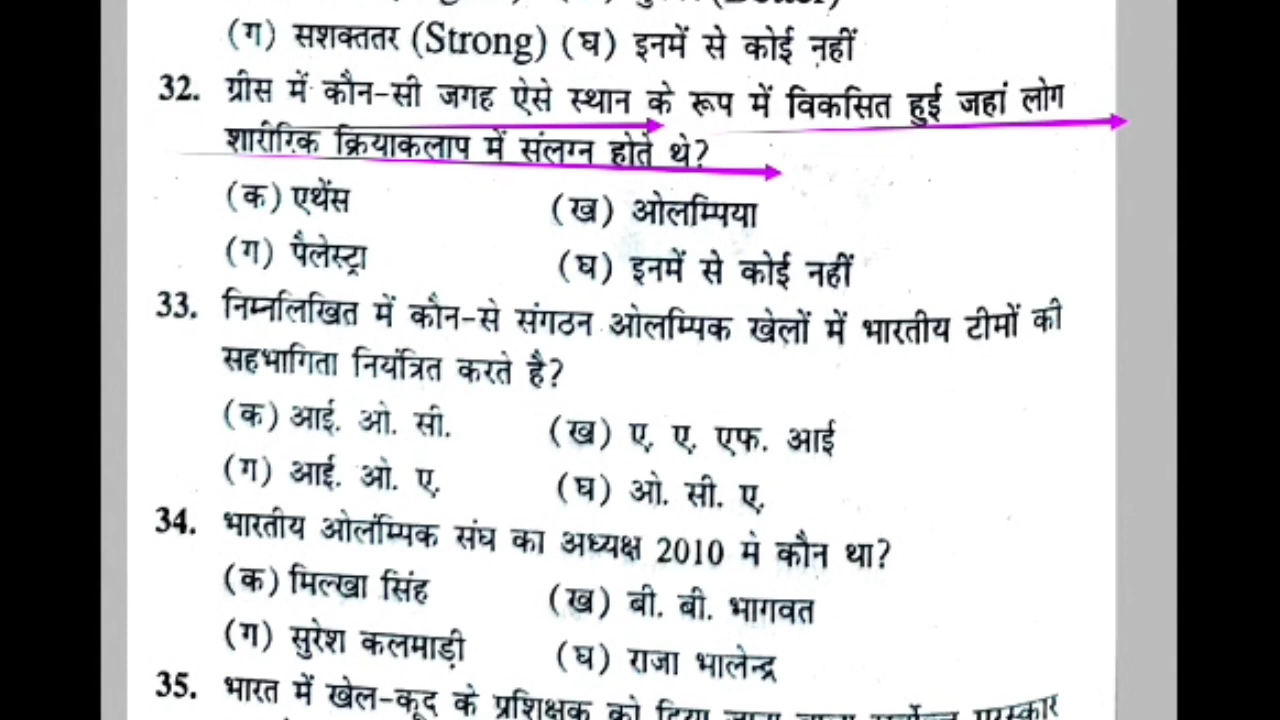 (ग) सशक्ततर (Strong) (घ) इनमें से कोई नहीं
32. ग्रीस में कौन-सी जगह ऐसे स्थान के रूप में विकसित हुई जहां लोग
शारीरिक क्रियाकलाप में संलग्न होते थे?
(क) एथेंस (ख) ओलम्पिया
(ग) पैलेस्ट्रा (घ) इनमें से कोई नहीं
33. निम्नलिखित में कौन-से संगठन ओलम्पिक खेलों में भारतीय टीमों की
सहभागिता नियंत्रित करते है?
(क) आई. ओ. सी. (ख) ए. ए. एफ. आई
(ग) आई. ओ. ए. (घ) ओ. सी. ए.
34. भारतीय ओलंम्पिक संघ का अध्यक्ष 2010 मे कौन था?
(क) मिल्खा सिंह (ख) बी. बी. भागवत
(ग) सुरेश कलमाड़ी (घ) राजा भालेन्द्र
35. भारत में खेल-कूद के प्रशिक्षक को दिया जाने वाला पुरस्कार